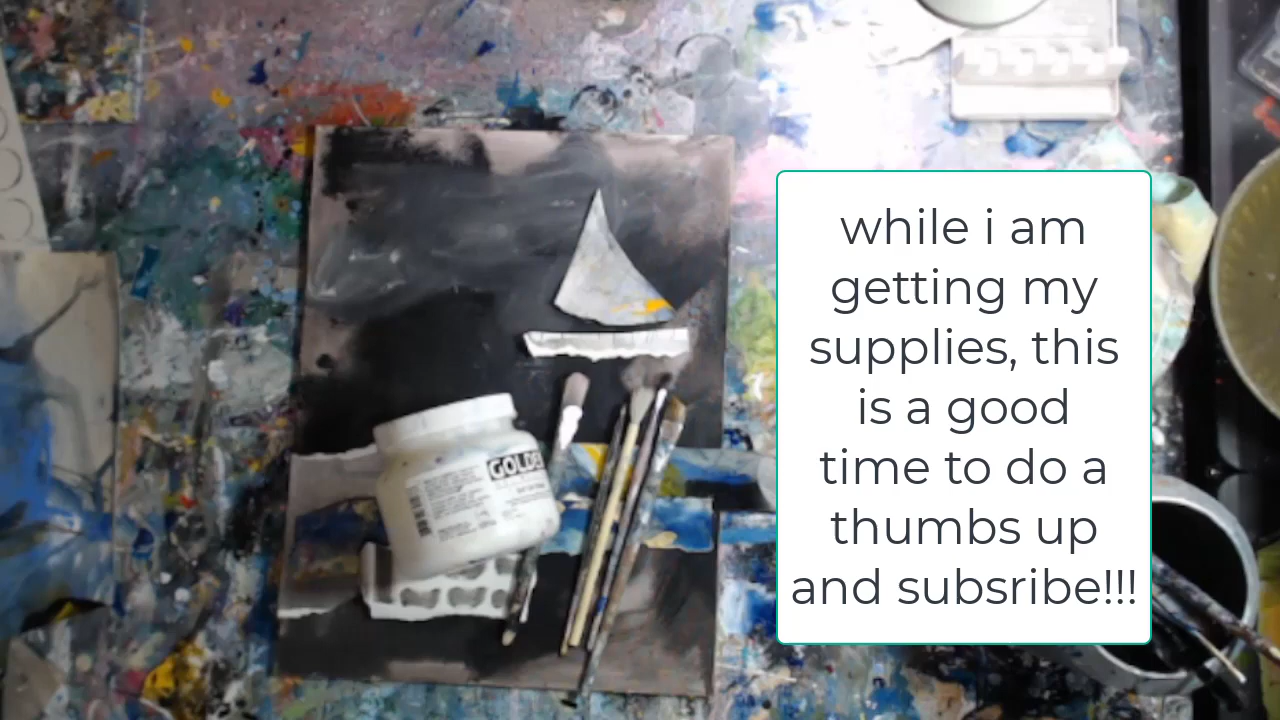 GOLDEN
while i am
getting my
supplies, this
is a good
time to do a
thumbs up
and subsribe!!!